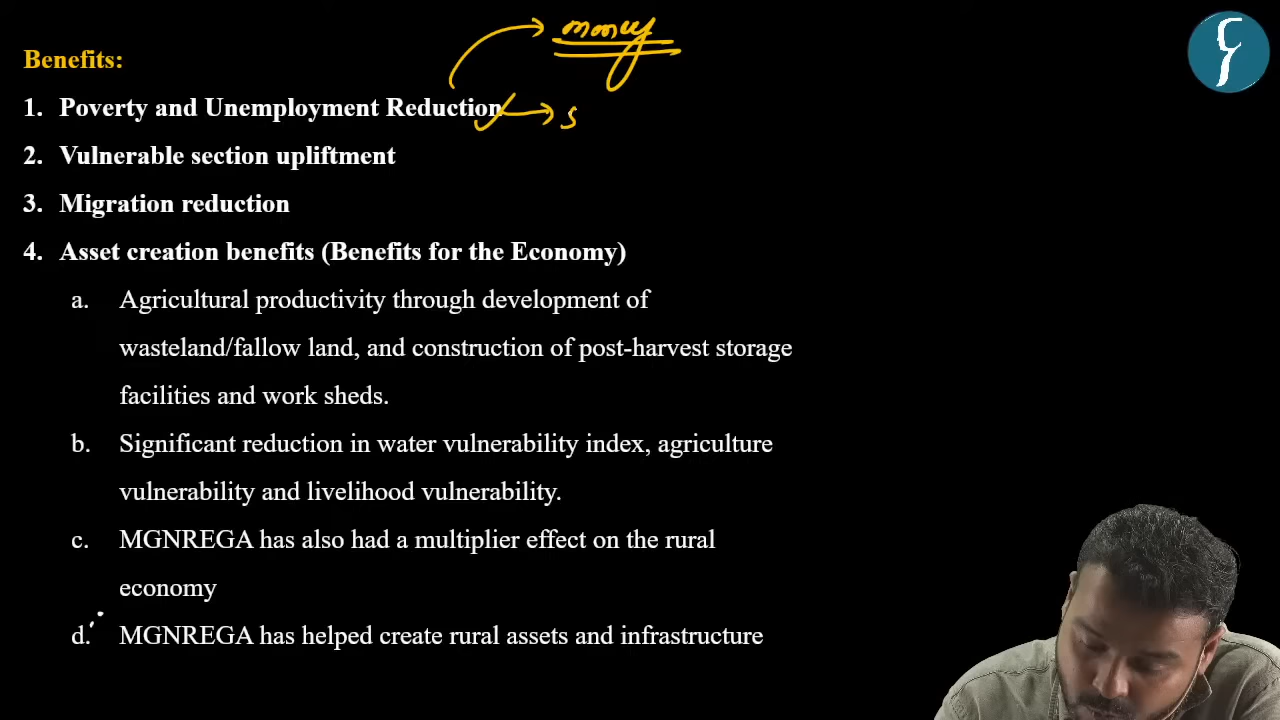 money
Benefits:
1. Poverty and Unemployment Reduction
S
2. Vulnerable section upliftment
3. Migration reduction
4. Asset creation benefits (Benefits for the Economy)
a. Agricultural productivity through development of
wasteland/fallow land, and construction of post-harvest storage
facilities and work sheds.
b. Significant reduction in water vulnerability index, agriculture
vulnerability and livelihood vulnerability.
c. MGNREGA has also had a multiplier effect on the rural
economy
d. MGNREGA has helped create rural assets and infrastructure